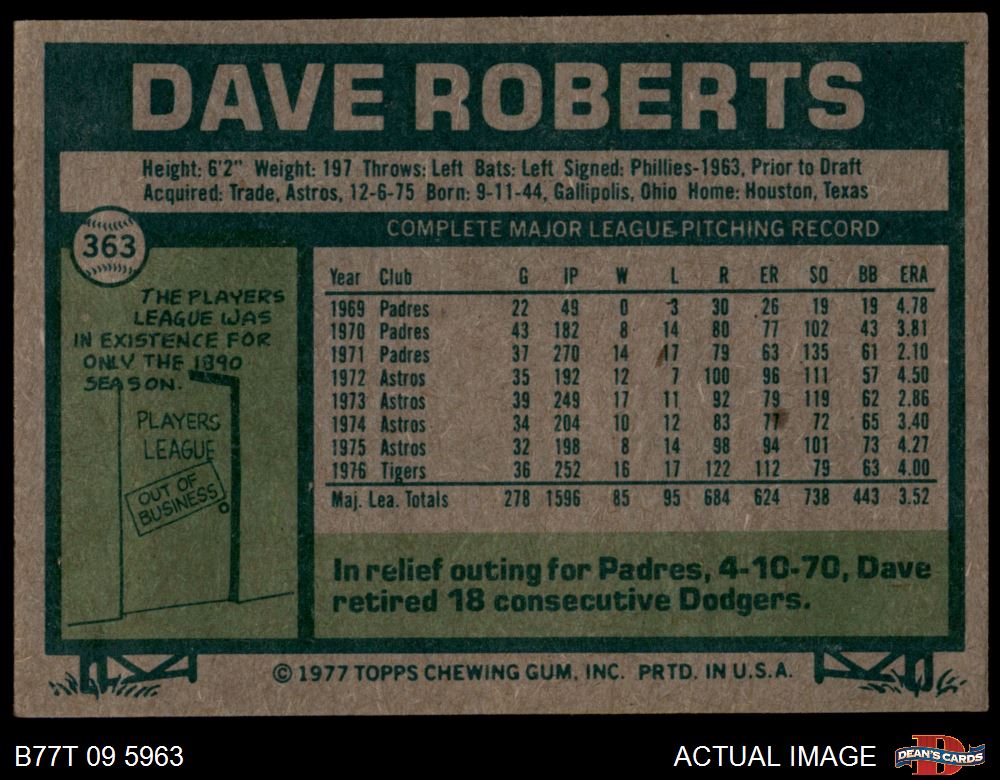 DAVE ROBERTS
Height: 6'2" Weight: 197 Throws: Left Bats: Left Signed: Phillies-1963, Prior to Draft
Acquired: Trade, Astros, 12-6-75 Born: 9-11-44, Gallipolis, Ohio Home: Houston, Texas
363
THE PLAYERS
LEAGUE WAS
IN EXISTENCE FOR
ONLY THE 1890
SEASON.
PLAYERS
LEAGUE
OUT OF
BUSINESS
COMPLETE MAJOR LEAGUE PITCHING RECORD
Year Club G IP W L R ER SO BB ERA
1969 Padres 22 49 0 3 30 26 19 19 4.78
1970 Padres 43 182 8 14 80 77 102 43 3.81
1971 Padres 37 270 14 17 79 63 135 61 2.10
1972 Astros 35 192 12 7 100 96 111 57 4.50
1973 Astros 39 249 17 11 92 79 119 62 2.86
1974 Astros 34 204 10 12 83 77 72 65 3.40
1975 Astros 32 198 8 14 98 94 101 73 4.27
1976 Tigers 36 252 16 17 122 112 79 63 4.00
Maj. Lea. Totals 278 1596 85 95 684 624 738 443 3.52
In relief outing for Padres, 4-10-70, Dave
retired 18 consecutive Dodgers.
© 1977 TOPPS CHEWING GUM, INC. PRTD. IN U.S.A.
B77T 09 5963
ACTUAL IMAGE
D
DEAN'S CARDS